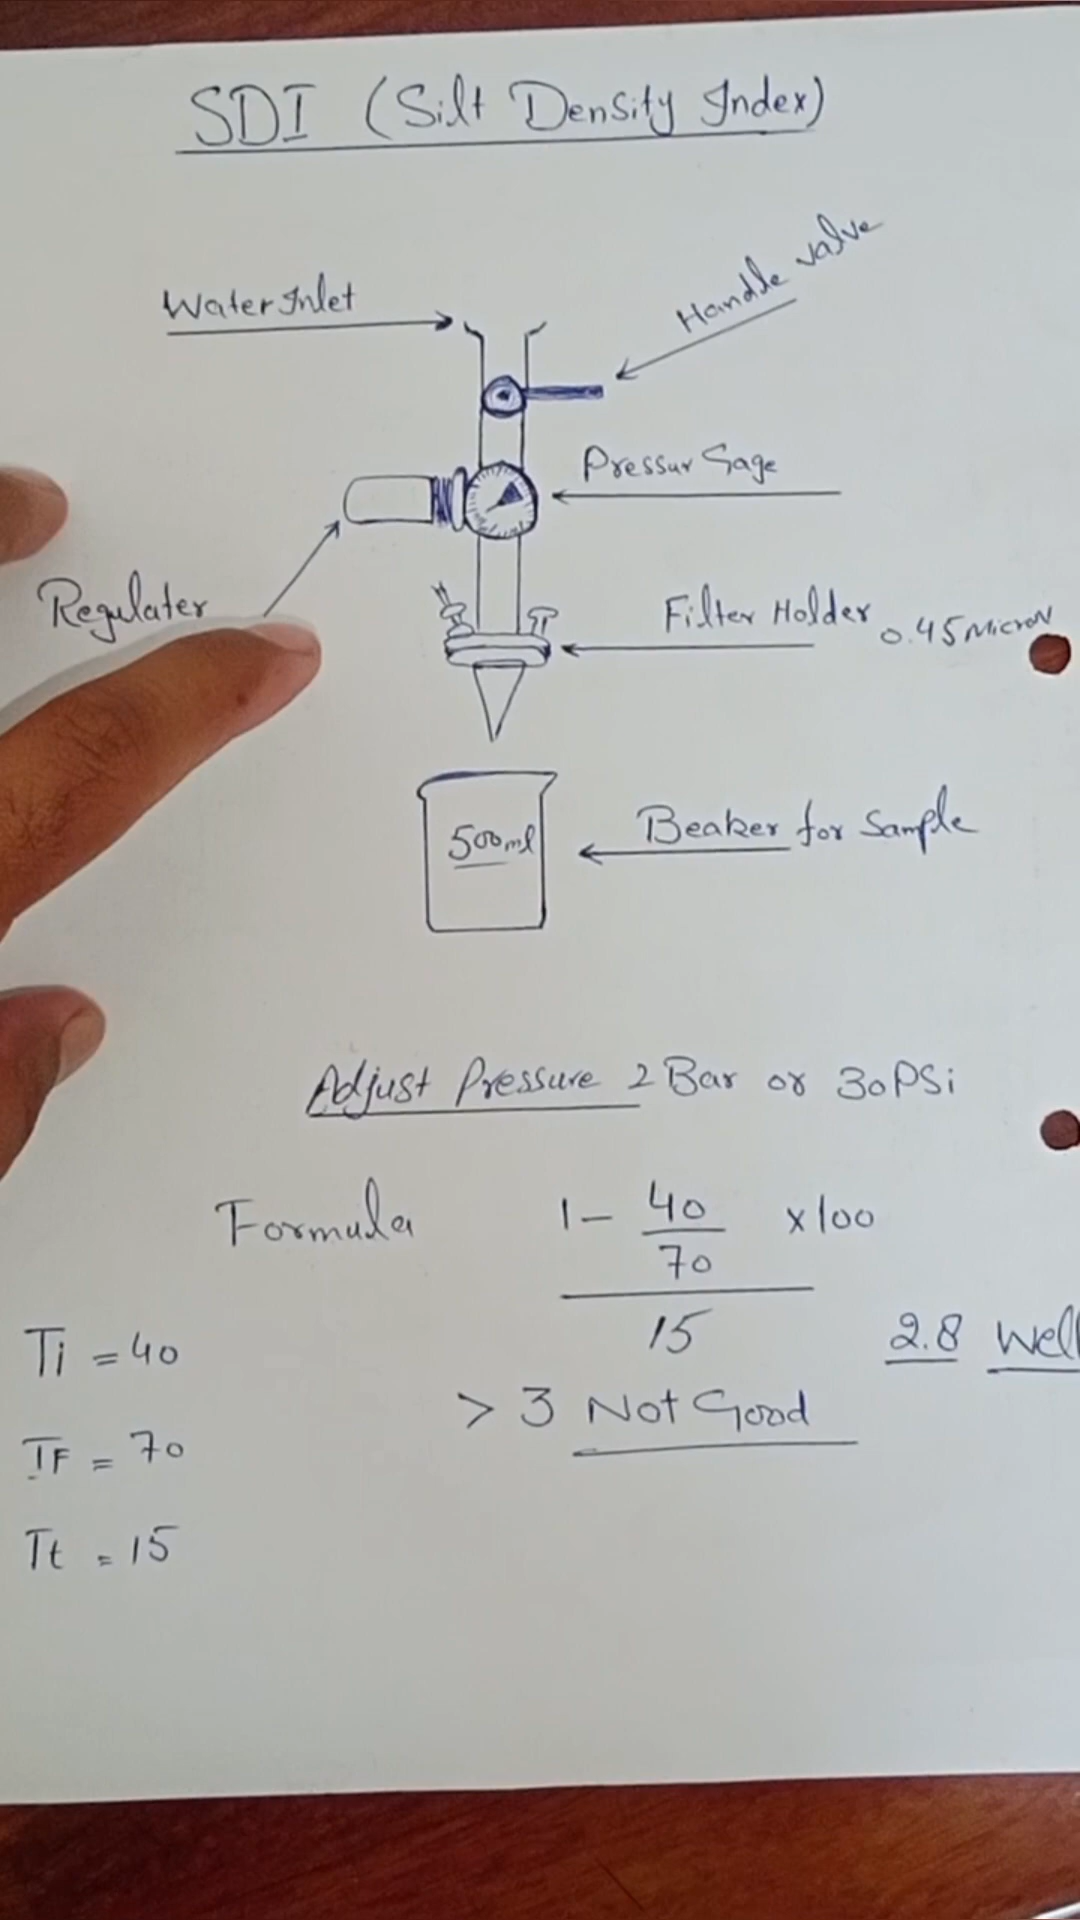 SDI (Silt Density Index)
Water Inlet
Handle valve
Pressur Gage
Regulater
Filter Holder 0.45 Micron
500ml
Beaker for Sample
Adjust Pressure 2 Bar or 30 PSi
Formula
1 - 40/70 x100
15
Ti = 40
2.8 Well
> 3 Not Good
TF = 70
Tt = 15